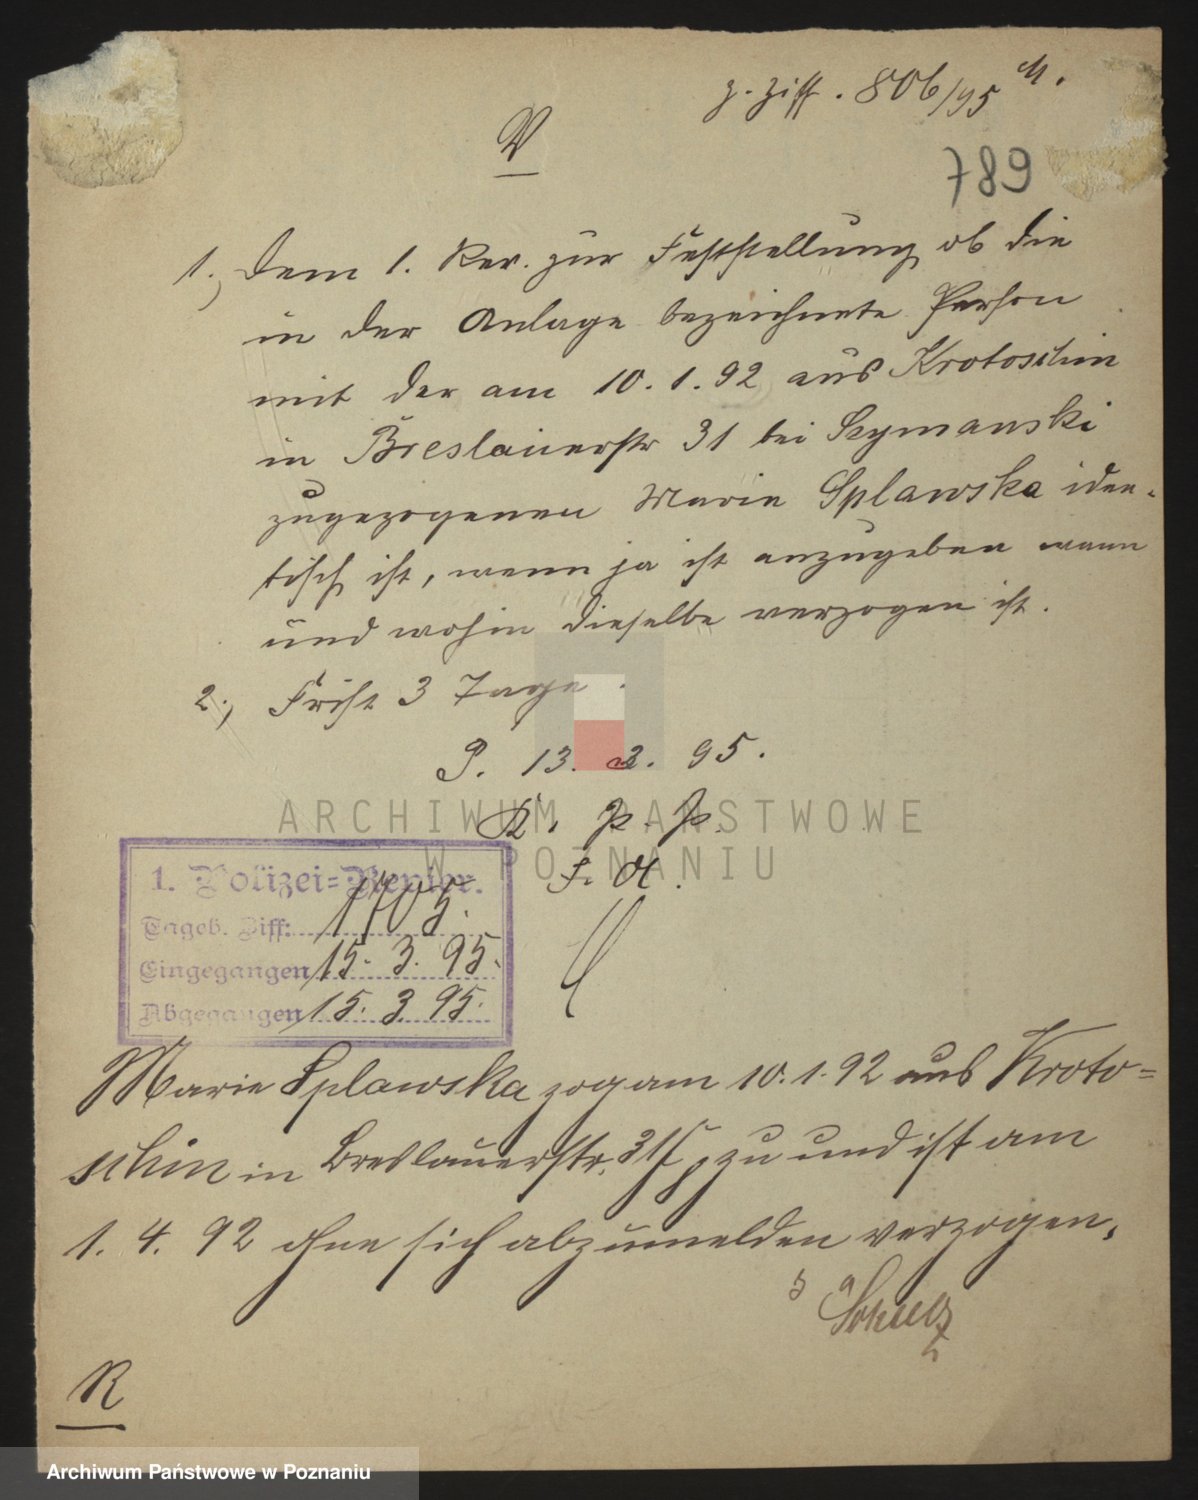 z. Ziff. 806/95 M.
V
789
1., Dem 1. Rev. zur Feststellung ob die
in der Anlage bezeichnete Person
mit der am 10. 1. 92 aus Krotoschin
in Breslauerstr 31 bei Szymanski
zugezogenen Marie Splawska iden-
tisch ist, wenn ja ist anzugeben wann
und wohin dieselbe verzogen ist.
2., Frist 3 Tage.
P. 13. 3. 95.
K. P. P.
ARCHIWUM PAŃSTWOWE
W POZNANIU
1. Polizei=Revier.
Tageb. Ziff: 1705.
Eingegangen 15. 3. 95.
Abgegangen 15. 3. 95.
Marie Splawska zog am 10. 1. 92 aus Kroto=
schin in Breslauerstr. 31 zu und ist am
1. 4. 92 ohne sich abzumelden verzogen.
R
Archiwum Państwowe w Poznaniu